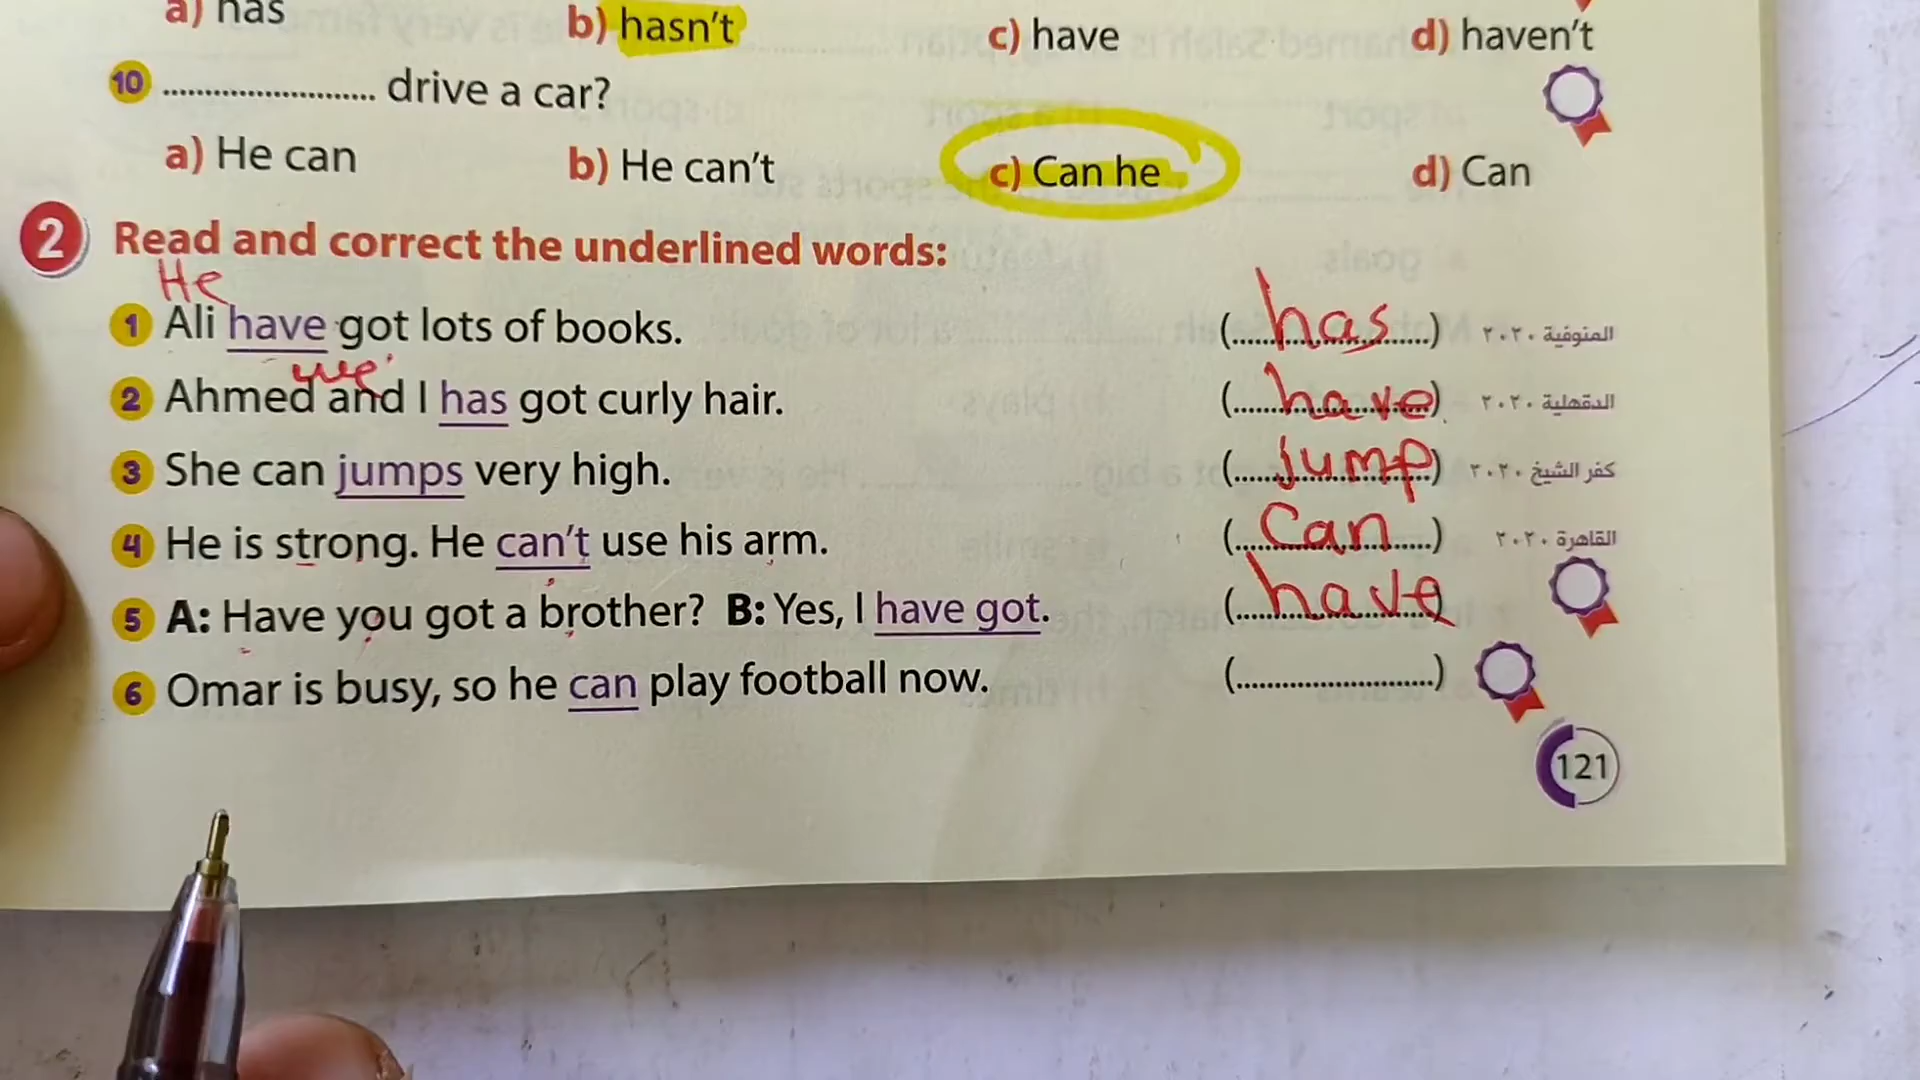 a) has b) hasn't c) have d) haven't
10 ........................ drive a car?
a) He can b) He can't c) Can he d) Can
2 Read and correct the underlined words:
He
1 Ali have got lots of books. (......has......) المنوفية ٢٠٢٠
we
2 Ahmed and I has got curly hair. (......have......) الدقهلية ٢٠٢٠
3 She can jumps very high. (......jump......) كفر الشيخ ٢٠٢٠
4 He is strong. He can't use his arm. (......Can......) القاهرة ٢٠٢٠
5 A: Have you got a brother? B: Yes, I have got. (......have......)
6 Omar is busy, so he can play football now. (........................)
121